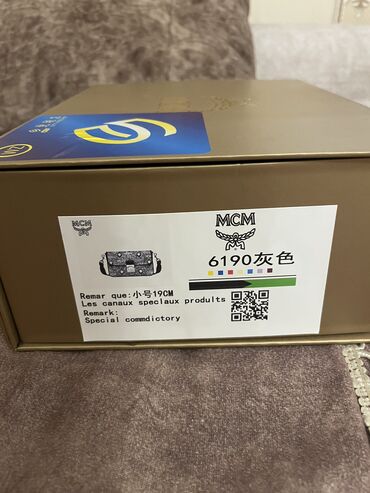 MCM
MCM
6190灰色
Remar que:小号19CM
Les canaux speclaux produlta
Remark:
Special commdictory